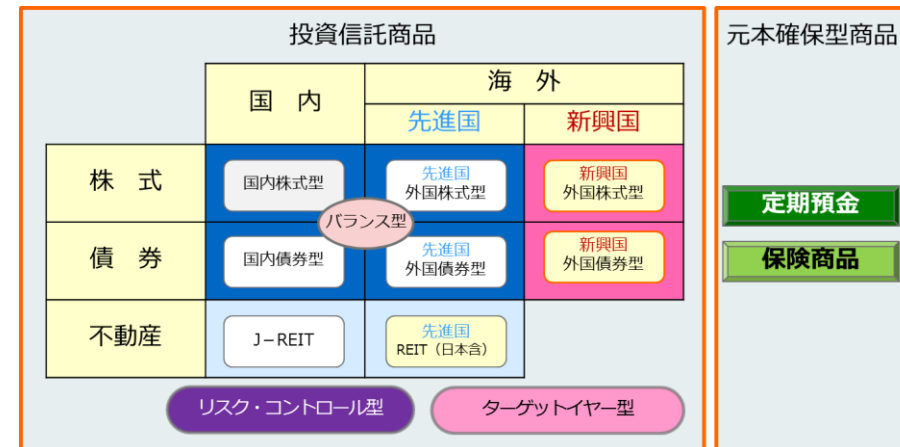 投資信託商品
元本確保型商品
国 内
海 外
先進国
新興国
株 式
国内株式型
先進国
外国株式型
新興国
外国株式型
バランス型
債 券
国内債券型
先進国
外国債券型
新興国
外国債券型
不動産
J－REIT
先進国
REIT（日本含）
定期預金
保険商品
リスク・コントロール型
ターゲットイヤー型